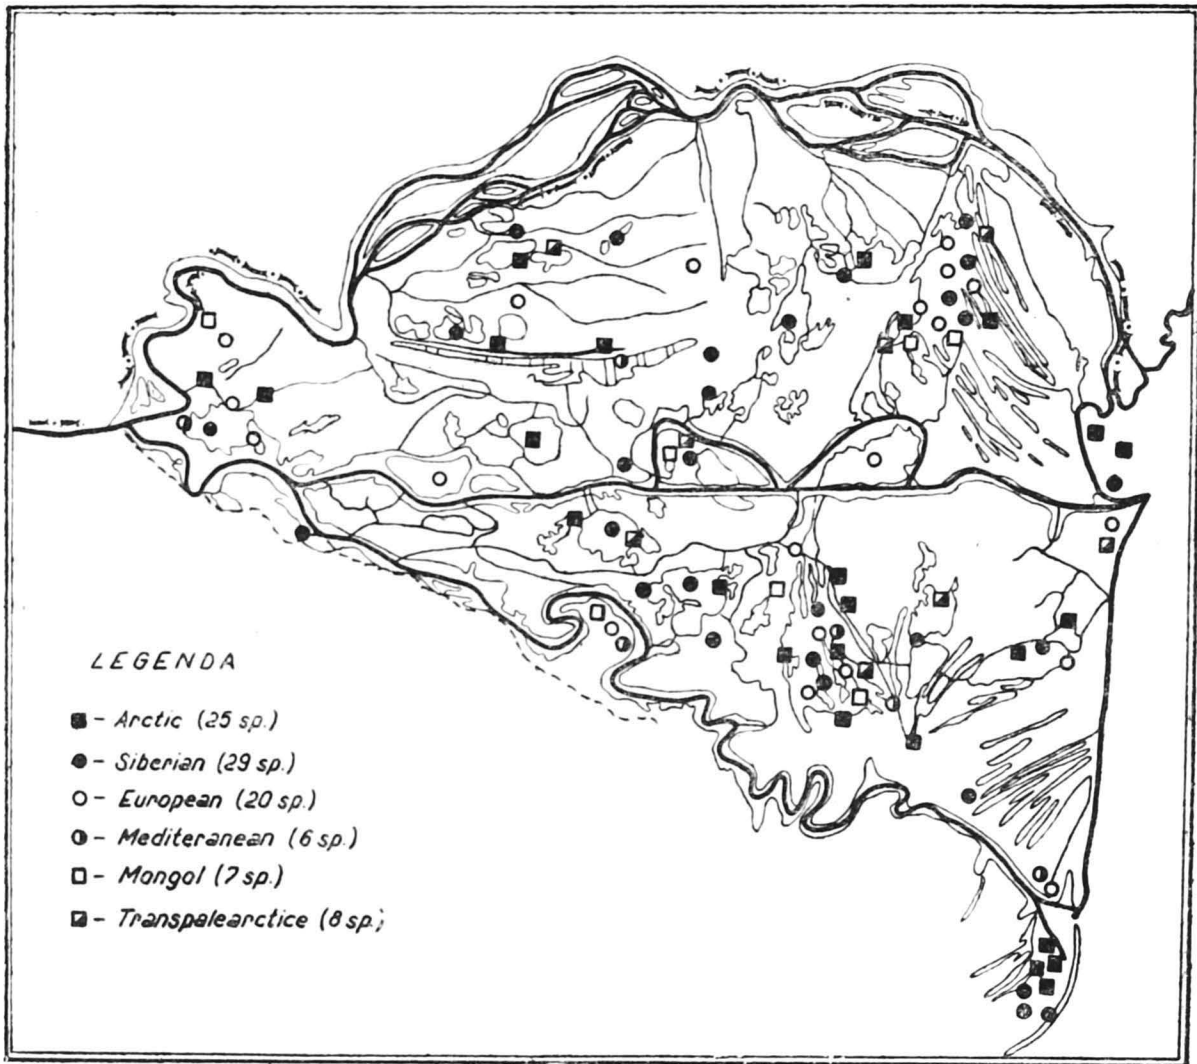 LEGENDA
- Arctic (25 sp.)
- Siberian (29 sp.)
- European (20 sp.)
- Mediteranean (6 sp.)
- Mongol (7 sp.)
- Transpalearctice (8 sp.)